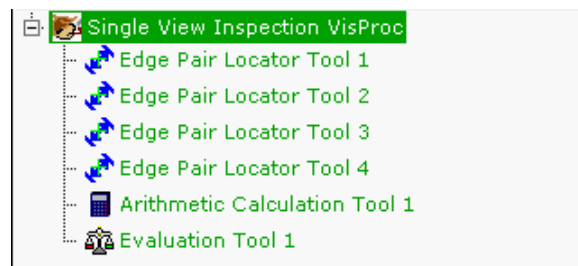 Single View Inspection VisProc
Edge Pair Locator Tool 1
Edge Pair Locator Tool 2
Edge Pair Locator Tool 3
Edge Pair Locator Tool 4
Arithmetic Calculation Tool 1
Evaluation Tool 1